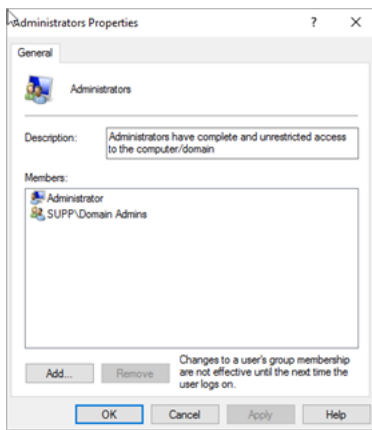 Administrators Properties
?
General
Administrators
Description:
Administrators have complete and unrestricted access
to the computer/domain
Members:
Administrator
SUPP\Domain Admins
Add...
Remove
Changes to a user's group membership
are not effective until the next time the
user logs on.
OK
Cancel
Apply
Help